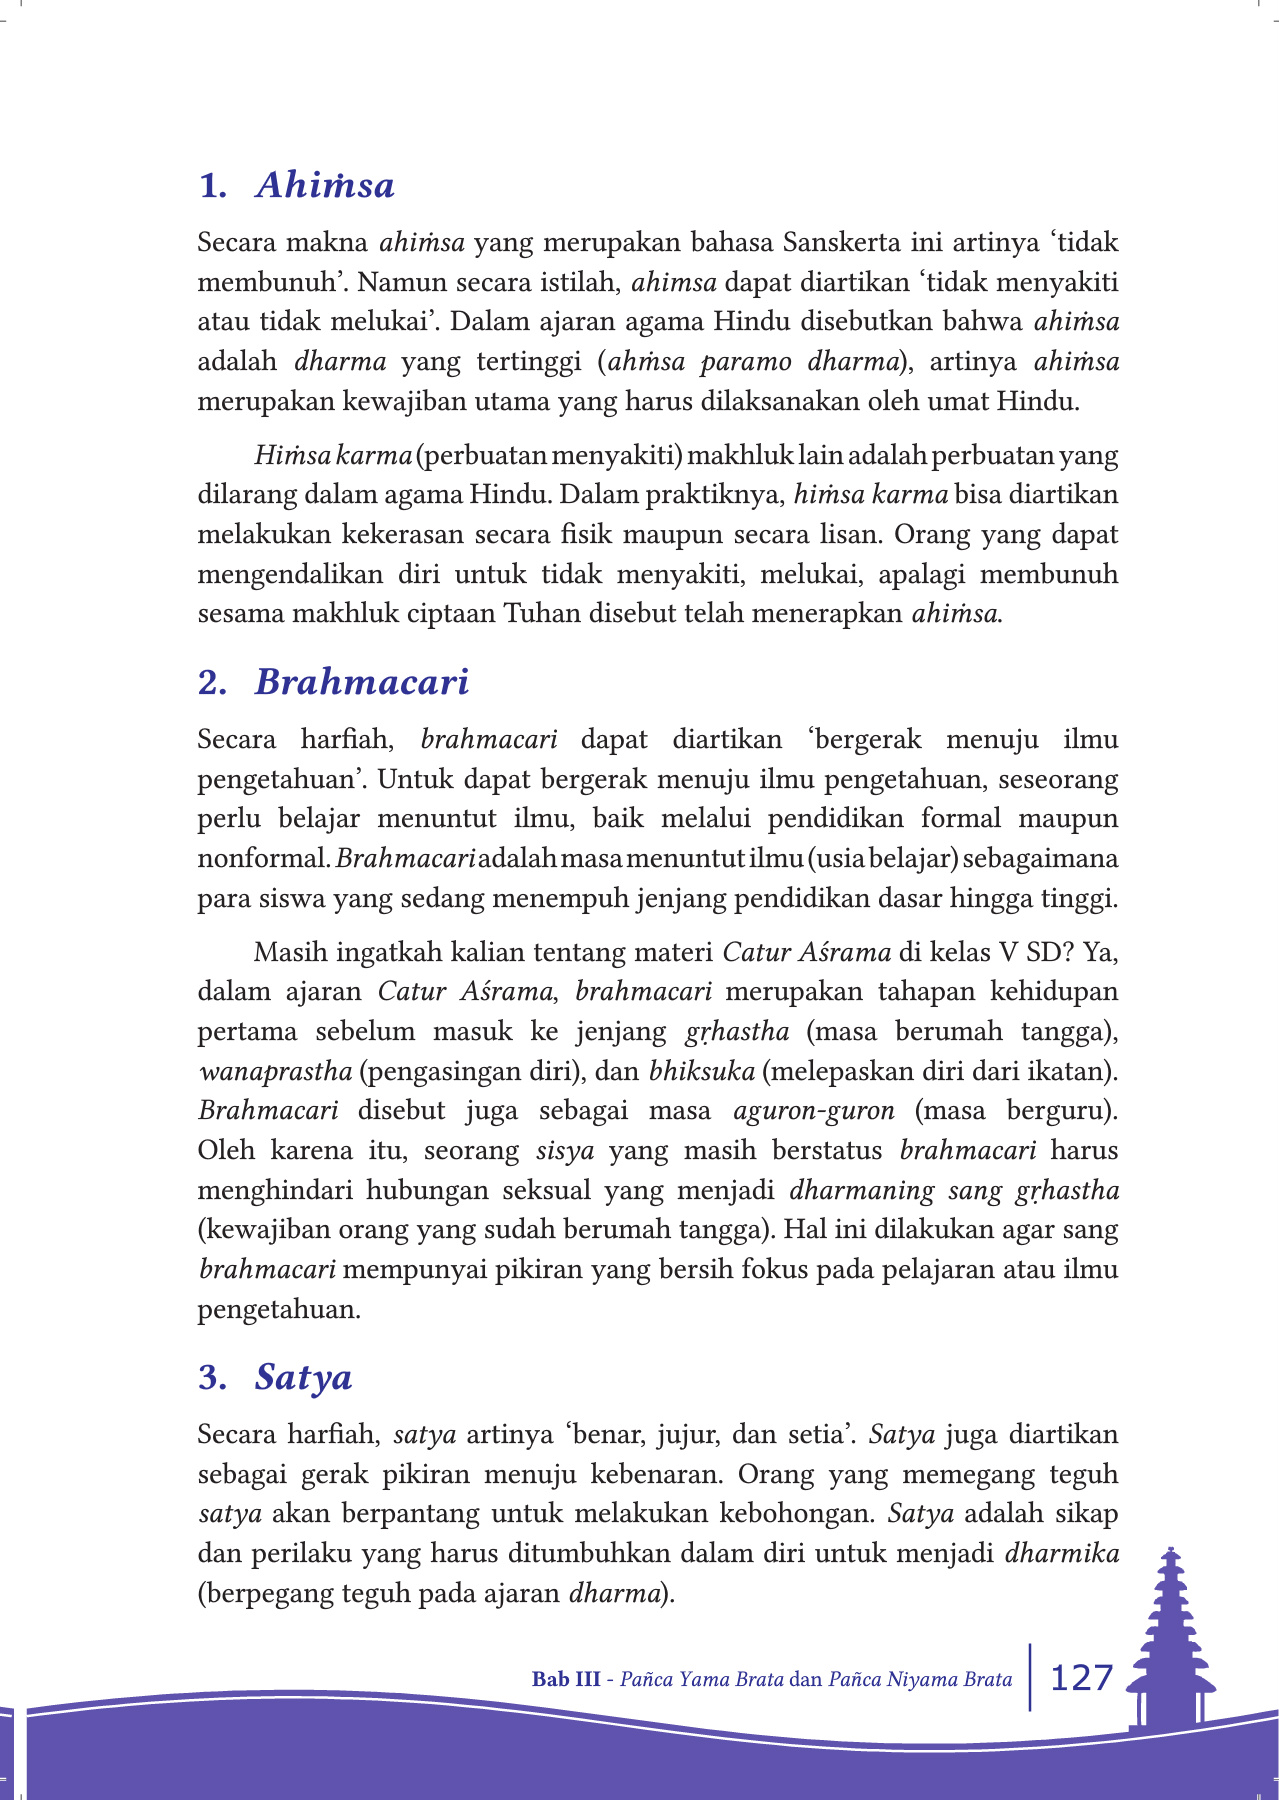 1. Ahiṁsa
Secara makna ahiṁsa yang merupakan bahasa Sanskerta ini artinya ‘tidak
membunuh’. Namun secara istilah, ahimsa dapat diartikan ‘tidak menyakiti
atau tidak melukai’. Dalam ajaran agama Hindu disebutkan bahwa ahiṁsa
adalah dharma yang tertinggi (ahṁsa paramo dharma), artinya ahiṁsa
merupakan kewajiban utama yang harus dilaksanakan oleh umat Hindu.
Hiṁsa karma (perbuatan menyakiti) makhluk lain adalah perbuatan yang
dilarang dalam agama Hindu. Dalam praktiknya, hiṁsa karma bisa diartikan
melakukan kekerasan secara fisik maupun secara lisan. Orang yang dapat
mengendalikan diri untuk tidak menyakiti, melukai, apalagi membunuh
sesama makhluk ciptaan Tuhan disebut telah menerapkan ahiṁsa.
2. Brahmacari
Secara harfiah, brahmacari dapat diartikan ‘bergerak menuju ilmu
pengetahuan’. Untuk dapat bergerak menuju ilmu pengetahuan, seseorang
perlu belajar menuntut ilmu, baik melalui pendidikan formal maupun
nonformal. Brahmacari adalah masa menuntut ilmu (usia belajar) sebagaimana
para siswa yang sedang menempuh jenjang pendidikan dasar hingga tinggi.
Masih ingatkah kalian tentang materi Catur Aśrama di kelas V SD? Ya,
dalam ajaran Catur Aśrama, brahmacari merupakan tahapan kehidupan
pertama sebelum masuk ke jenjang gṛhastha (masa berumah tangga),
wanaprastha (pengasingan diri), dan bhiksuka (melepaskan diri dari ikatan).
Brahmacari disebut juga sebagai masa aguron-guron (masa berguru).
Oleh karena itu, seorang sisya yang masih berstatus brahmacari harus
menghindari hubungan seksual yang menjadi dharmaning sang gṛhastha
(kewajiban orang yang sudah berumah tangga). Hal ini dilakukan agar sang
brahmacari mempunyai pikiran yang bersih fokus pada pelajaran atau ilmu
pengetahuan.
3. Satya
Secara harfiah, satya artinya ‘benar, jujur, dan setia’. Satya juga diartikan
sebagai gerak pikiran menuju kebenaran. Orang yang memegang teguh
satya akan berpantang untuk melakukan kebohongan. Satya adalah sikap
dan perilaku yang harus ditumbuhkan dalam diri untuk menjadi dharmika
(berpegang teguh pada ajaran dharma).
Bab III - Pañca Yama Brata dan Pañca Niyama Brata 127